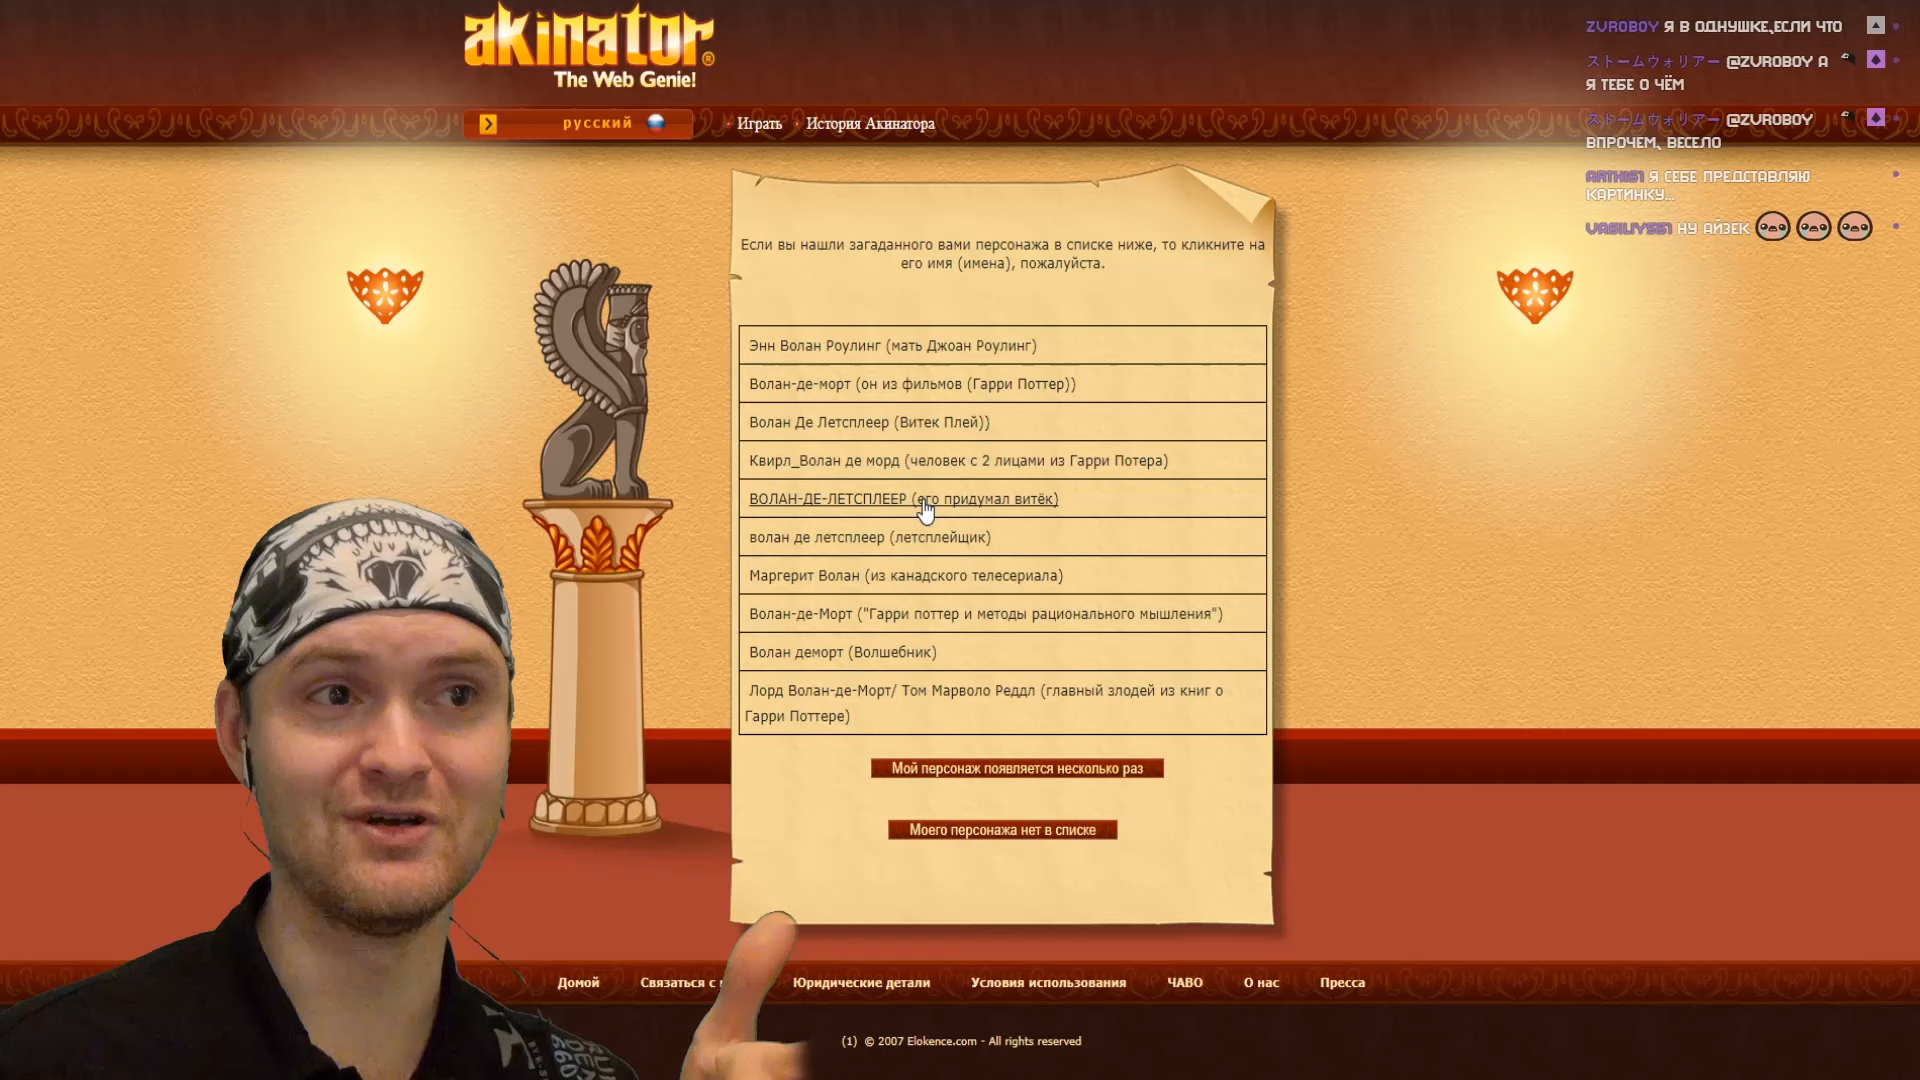 akinator®
The Web Genie!
русский
Играть
История Акинатора
Если вы нашли загаданного вами персонажа в списке ниже, то кликните на
его имя (имена), пожалуйста.
Энн Волан Роулинг (мать Джоан Роулинг)
Волан-де-морт (он из фильмов (Гарри Поттер))
Волан Де Летсплеер (Витек Плей))
Квирл_Волан де морд (человек с 2 лицами из Гарри Потера)
ВОЛАН-ДЕ-ЛЕТСПЛЕЕР (его придумал витёк)
волан де летсплеер (летсплейщик)
Маргерит Волан (из канадского телесериала)
Волан-де-Морт ("Гарри поттер и методы рационального мышления")
Волан деморт (Волшебник)
Лорд Волан-де-Морт/ Том Марволо Реддл (главный злодей из книг о
Гарри Поттере)
Мой персонаж появляется несколько раз
Моего персонажа нет в списке
Домой
Связаться с
Юридические детали
Условия использования
ЧАВО
О нас
Пресса
(1) © 2007 Elokence.com - All rights reserved
ZVROBOY Я В ОДНУШКЕ,ЕСЛИ ЧТО
ストームウォリアー @ZVROBOY А
Я ТЕБЕ О ЧЁМ
ストームウォリアー @ZVROBOY
ВПРОЧЕМ, ВЕСЕЛО
ARTHIS1 Я СЕБЕ ПРЕДСТАВЛЯЮ
КАРТИНКУ...
VASILIY551 НУ АЙЗЕК